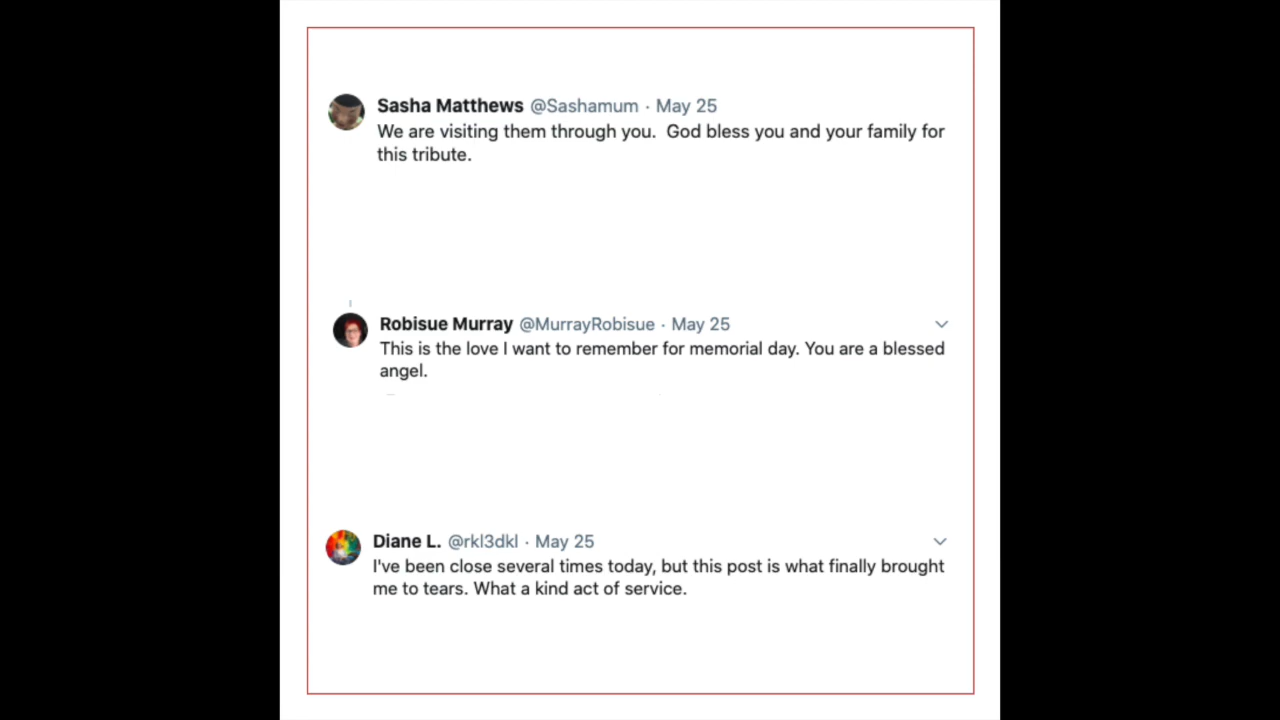 Sasha Matthews @Sashamum · May 25
We are visiting them through you.  God bless you and your family for
this tribute.
Robisue Murray @MurrayRobisue · May 25
This is the love I want to remember for memorial day. You are a blessed
angel.
Diane L. @rkl3dkl · May 25
I've been close several times today, but this post is what finally brought
me to tears. What a kind act of service.